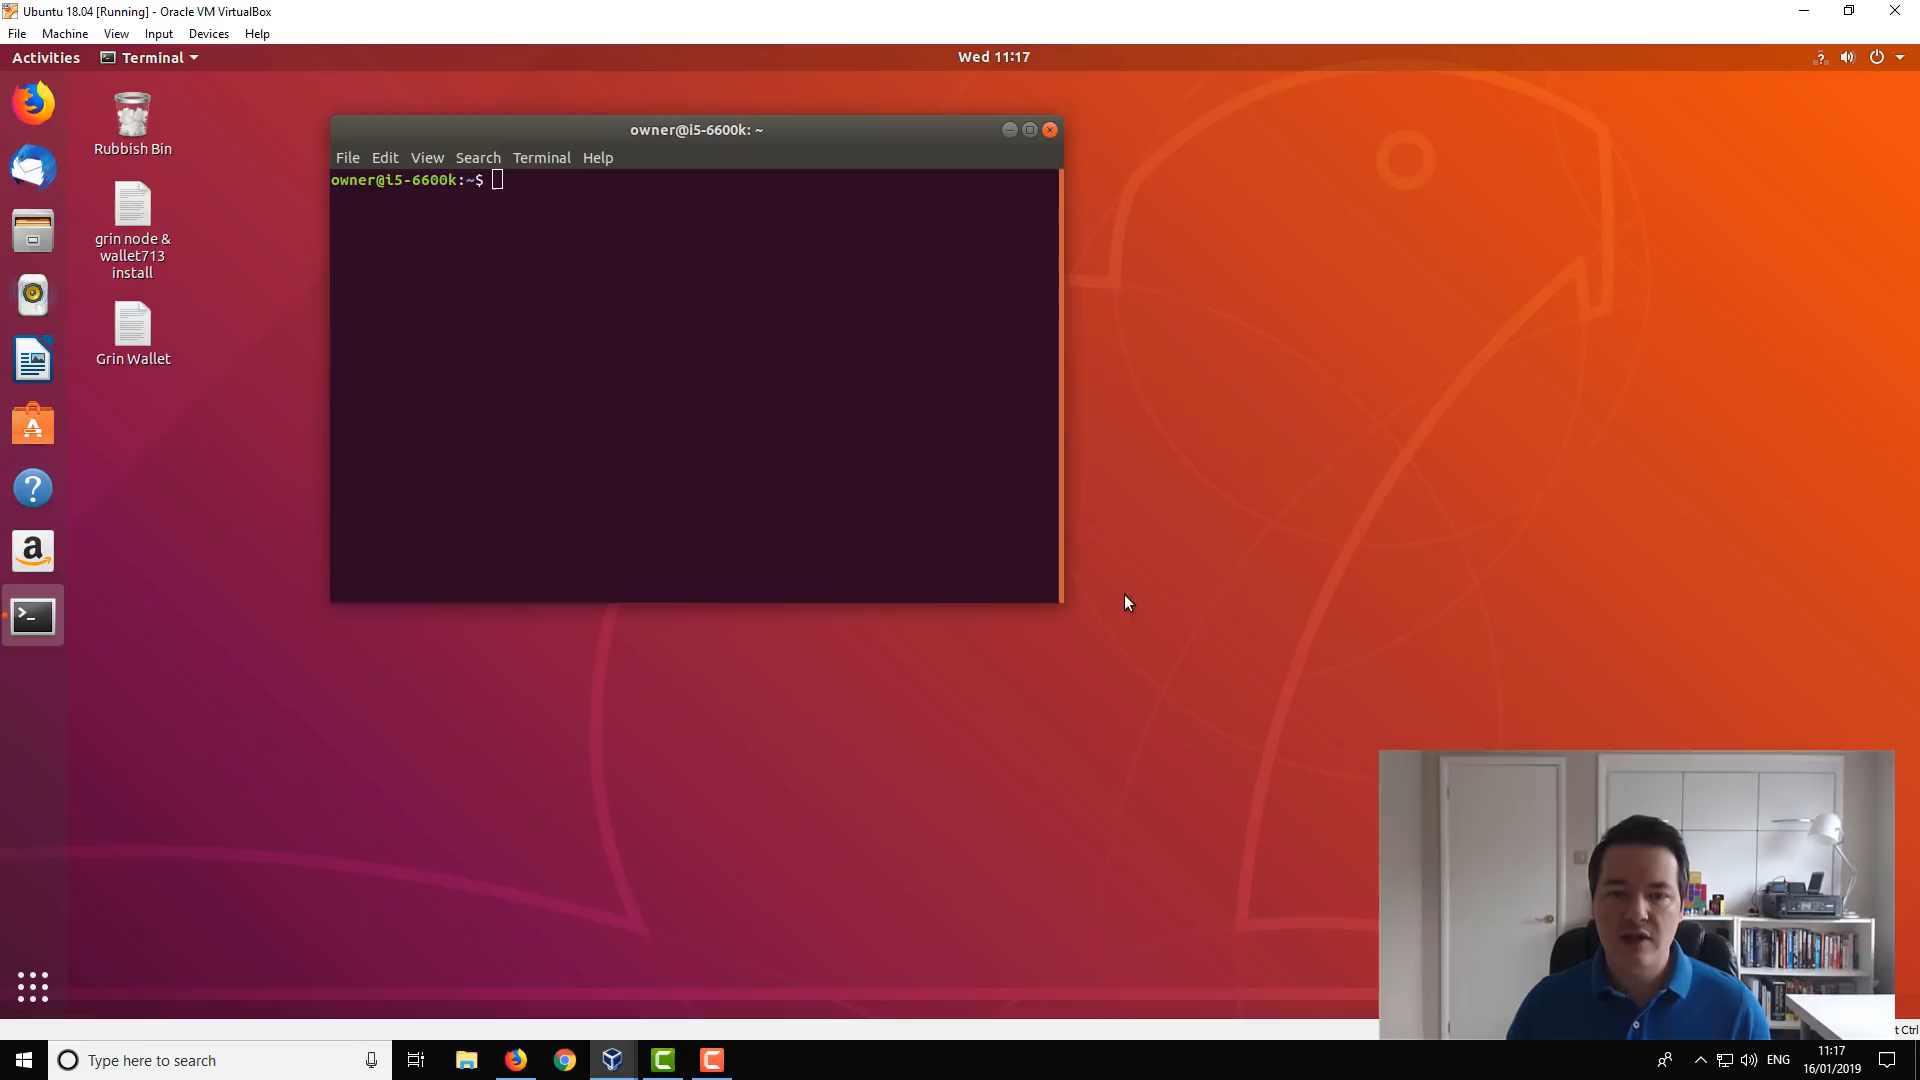 Ubuntu 18.04 [Running] - Oracle VM VirtualBox
File Machine View Input Devices Help
Activities Terminal Wed 11:17
owner@i5-6600k: ~
File Edit View Search Terminal Help
owner@i5-6600k:~$
Rubbish Bin
grin node &
wallet713
install
Grin Wallet
t Ctrl
Type here to search
ENG
11:17
16/01/2019